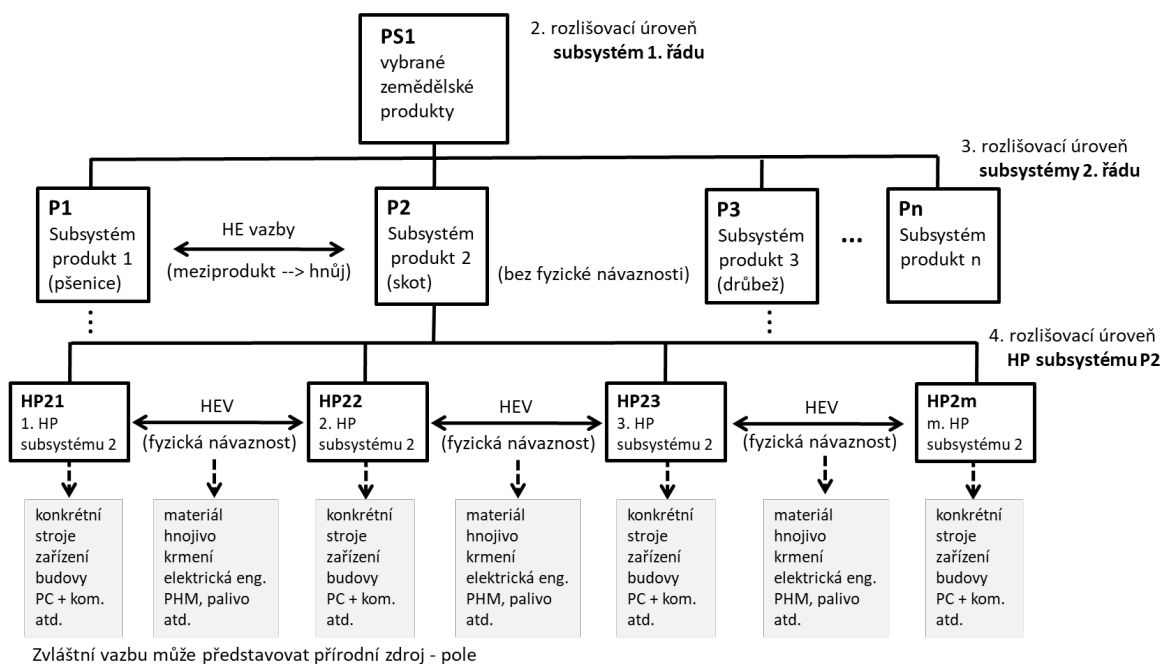 PS1
vybrané
zemědělské
produkty
2. rozlišovací úroveň
subsystém 1. řádu
3. rozlišovací úroveň
subsystémy 2. řádu
P1
Subsystém
produkt 1
(pšenice)
HE vazby
(meziprodukt --> hnůj)
P2
Subsystém
produkt 2
(skot)
(bez fyzické návaznosti)
P3
Subsystém
produkt 3
(drůbež)
...
Pn
Subsystém
produkt n
4. rozlišovací úroveň
HP subsystému P2
HP21
1. HP
subsystému 2
HEV
(fyzická návaznost)
HP22
2. HP
subsystému 2
HEV
(fyzická návaznost)
HP23
3. HP
subsystému 2
HEV
(fyzická návaznost)
HP2m
m. HP
subsystému 2
konkrétní
stroje
zařízení
budovy
PC + kom.
atd.
materiál
hnojivo
krmení
elektrická eng.
PHM, palivo
atd.
konkrétní
stroje
zařízení
budovy
PC + kom.
atd.
materiál
hnojivo
krmení
elektrická eng.
PHM, palivo
atd.
konkrétní
stroje
zařízení
budovy
PC + kom.
atd.
materiál
hnojivo
krmení
elektrická eng.
PHM, palivo
atd.
konkrétní
stroje
zařízení
budovy
PC + kom.
atd.
Zvláštní vazbu může představovat přírodní zdroj - pole